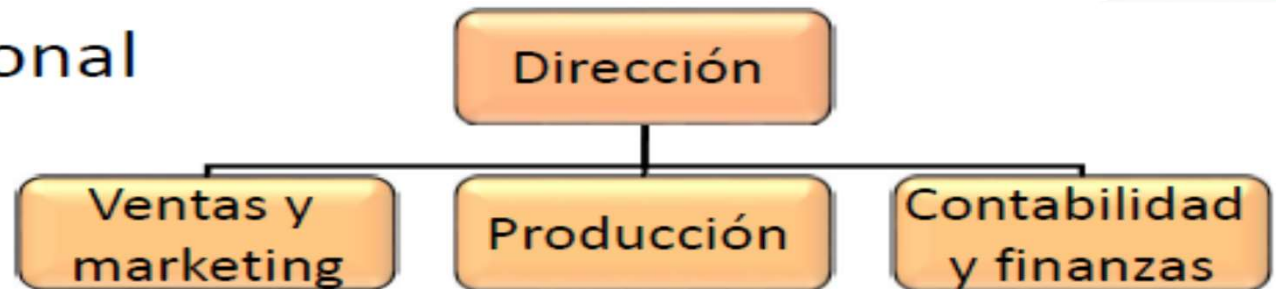 onal
Dirección
Ventas y
marketing
Producción
Contabilidad
y finanzas